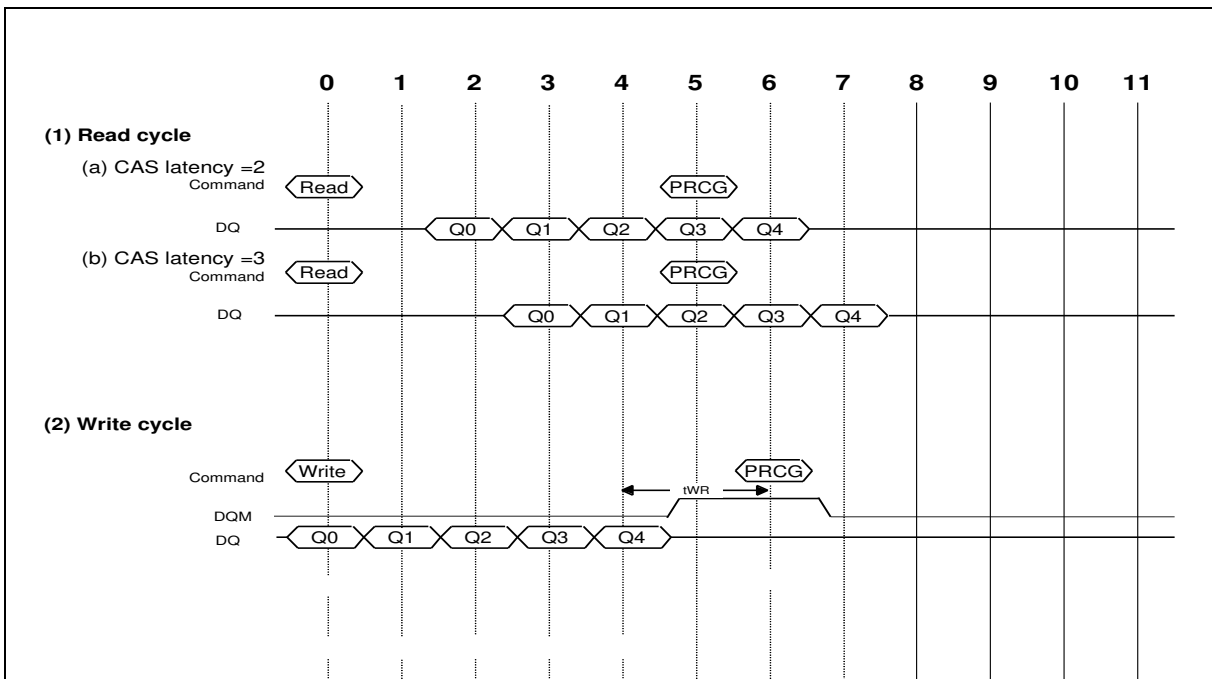 0 1 2 3 4 5 6 7 8 9 10 11
(1) Read cycle
(a) CAS latency =2
Command Read PRCG
DQ Q0 Q1 Q2 Q3 Q4
(b) CAS latency =3
Command Read PRCG
DQ Q0 Q1 Q2 Q3 Q4
(2) Write cycle
Command Write PRCG
tWR
DQM
DQ Q0 Q1 Q2 Q3 Q4